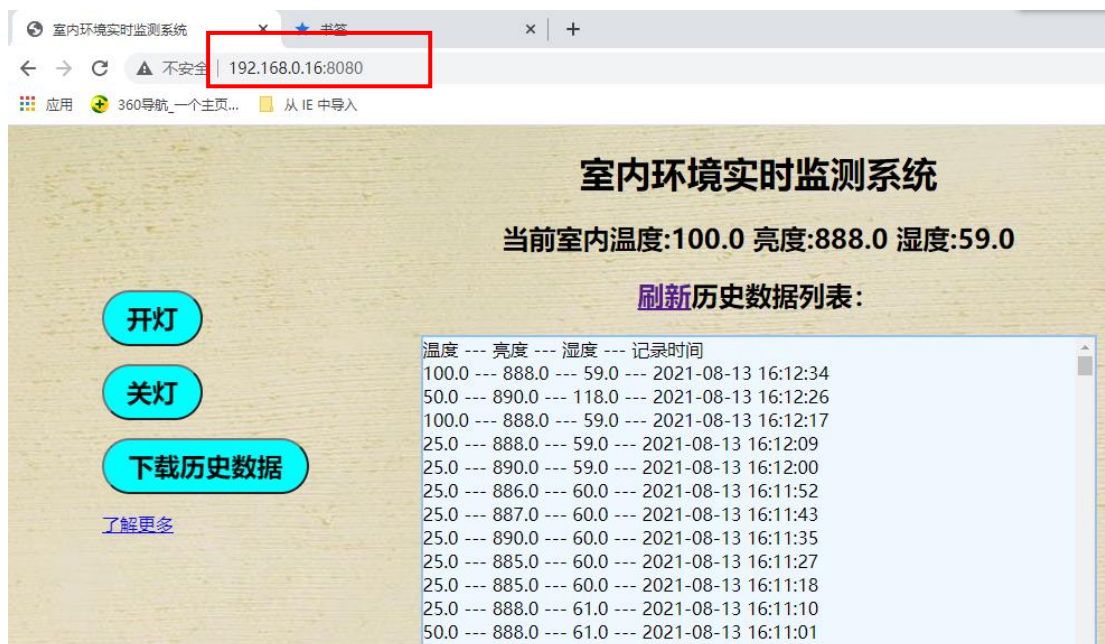 室内环境实时监测系统
书签
不安全 | 192.168.0.16:8080
应用 360导航_一个主页... 从 IE 中导入
室内环境实时监测系统
当前室内温度:100.0 亮度:888.0 湿度:59.0
刷新历史数据列表：
开灯
关灯
下载历史数据
了解更多
温度 --- 亮度 --- 湿度 --- 记录时间
100.0 --- 888.0 --- 59.0 --- 2021-08-13 16:12:34
50.0 --- 890.0 --- 118.0 --- 2021-08-13 16:12:26
100.0 --- 888.0 --- 59.0 --- 2021-08-13 16:12:17
25.0 --- 888.0 --- 59.0 --- 2021-08-13 16:12:09
25.0 --- 890.0 --- 59.0 --- 2021-08-13 16:12:00
25.0 --- 886.0 --- 60.0 --- 2021-08-13 16:11:52
25.0 --- 887.0 --- 60.0 --- 2021-08-13 16:11:43
25.0 --- 890.0 --- 60.0 --- 2021-08-13 16:11:35
25.0 --- 885.0 --- 60.0 --- 2021-08-13 16:11:27
25.0 --- 885.0 --- 60.0 --- 2021-08-13 16:11:18
25.0 --- 888.0 --- 61.0 --- 2021-08-13 16:11:10
50.0 --- 888.0 --- 61.0 --- 2021-08-13 16:11:01